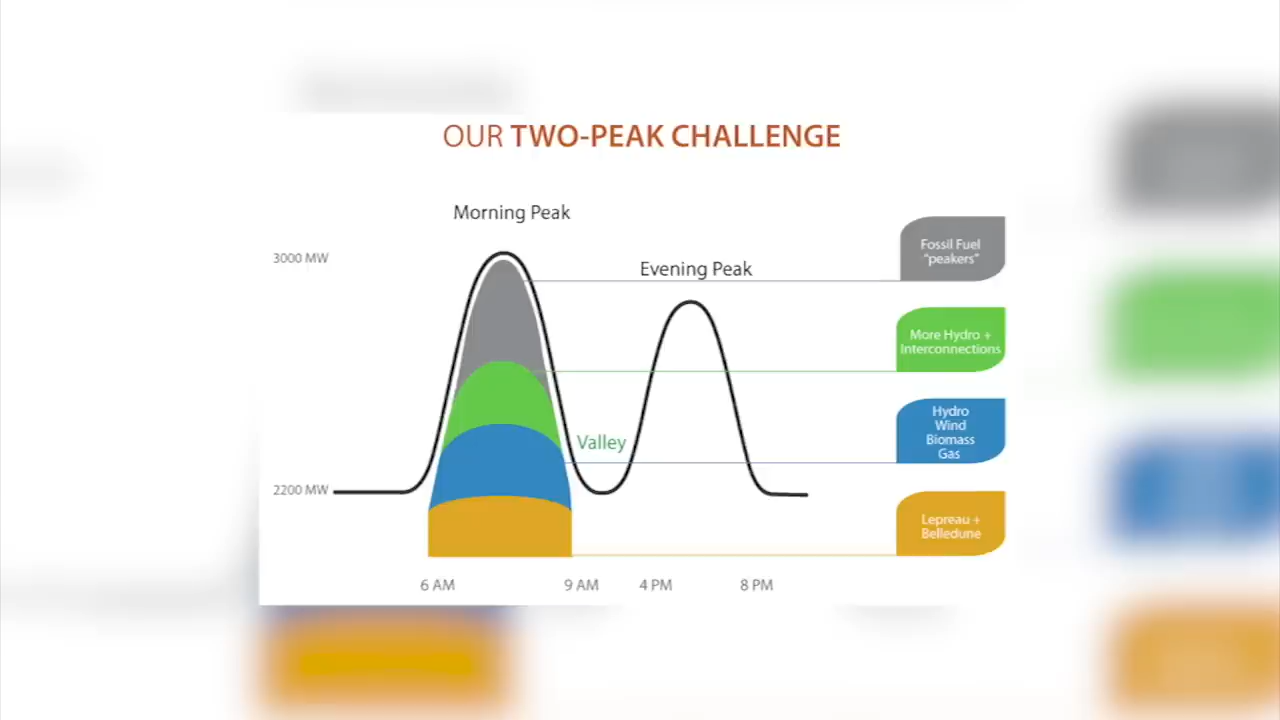 OUR TWO-PEAK CHALLENGE
Morning Peak
3000 MW
Evening Peak
Fossil Fuel
"peakers"
More Hydro +
Interconnections
Hydro
Wind
Biomass
Gas
Valley
2200 MW
Lepreau +
Belledune
6 AM
9 AM
4 PM
8 PM